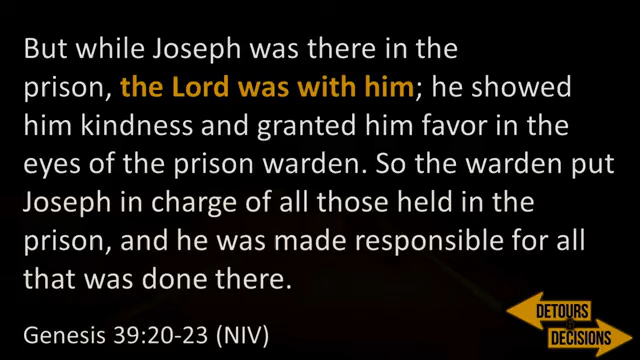 But while Joseph was there in the
prison, the Lord was with him; he showed
him kindness and granted him favor in the
eyes of the prison warden. So the warden put
Joseph in charge of all those held in the
prison, and he was made responsible for all
that was done there.
Genesis 39:20-23 (NIV)
DETOURS
&
DECISIONS